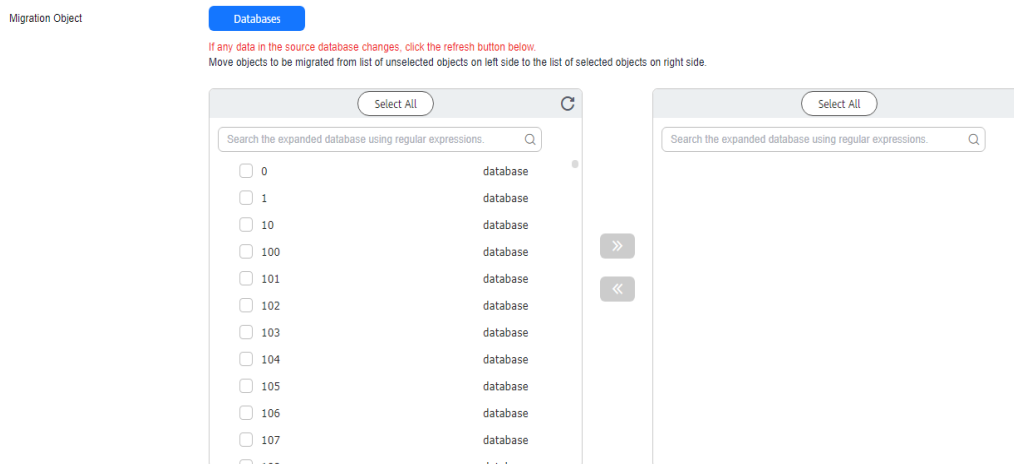 Migration Object
Databases
If any data in the source database changes, click the refresh button below.
Move objects to be migrated from list of unselected objects on left side to the list of selected objects on right side.
Select All
Search the expanded database using regular expressions.
0 database
1 database
10 database
100 database
101 database
102 database
103 database
104 database
105 database
106 database
107 database
Select All
Search the expanded database using regular expressions.